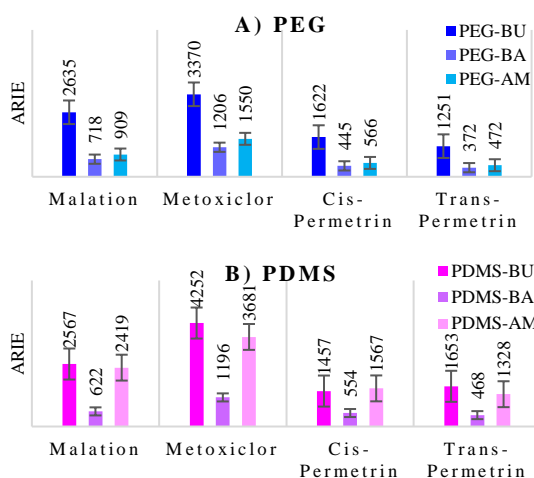 A) PEG
PEG-BU
PEG-BA
PEG-AM
ARIE
2635
718
909
3370
1206
1550
1622
445
566
1251
372
472
Malation
Metoxiclor
Cis-
Permetrin
Trans-
Permetrin
B) PDMS
PDMS-BU
PDMS-BA
PDMS-AM
ARIE
2567
622
2419
4252
1196
3681
1457
554
1567
1653
468
1328
Malation
Metoxiclor
Cis-
Permetrin
Trans-
Permetrin